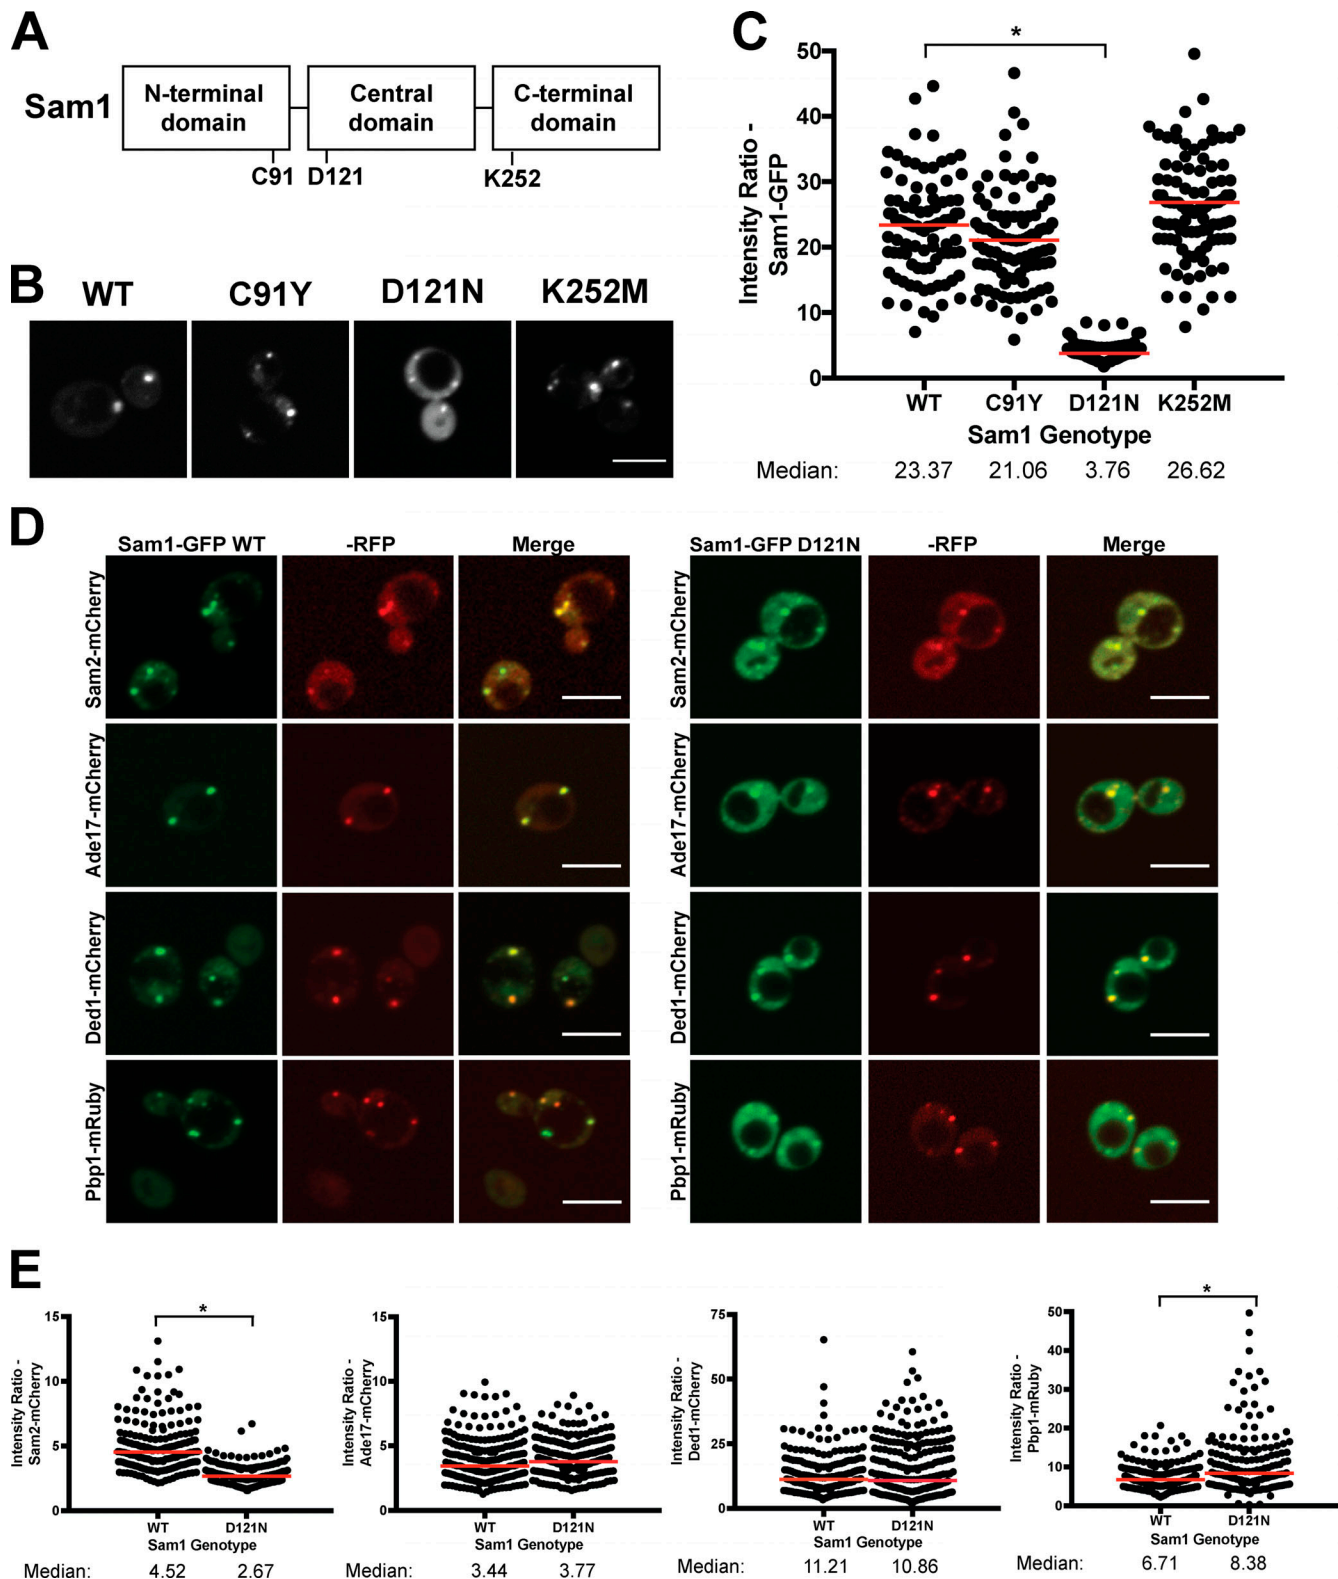 A
Sam1
N-terminal
domain
Central
domain
C-terminal
domain
C91
D121
K252
B
WT
C91Y
D121N
K252M
C
Intensity Ratio -
Sam1-GFP
50
40
30
20
10
0
*
WT
C91Y
D121N
K252M
Sam1 Genotype
Median:
23.37
21.06
3.76
26.62
D
Sam1-GFP WT
-RFP
Merge
Sam1-GFP D121N
-RFP
Merge
Sam2-mCherry
Sam2-mCherry
Ade17-mCherry
Ade17-mCherry
Ded1-mCherry
Ded1-mCherry
Pbp1-mRuby
Pbp1-mRuby
E
Intensity Ratio -
Sam2-mCherry
15
10
5
0
*
WT
D121N
Sam1 Genotype
Median:
4.52
2.67
Intensity Ratio -
Ade17-mCherry
15
10
5
0
WT
D121N
Sam1 Genotype
Median:
3.44
3.77
Intensity Ratio -
Ded1-mCherry
75
50
25
0
WT
D121N
Sam1 Genotype
Median:
11.21
10.86
Intensity Ratio -
Pbp1-mRuby
50
40
30
20
10
0
*
WT
D121N
Sam1 Genotype
Median:
6.71
8.38